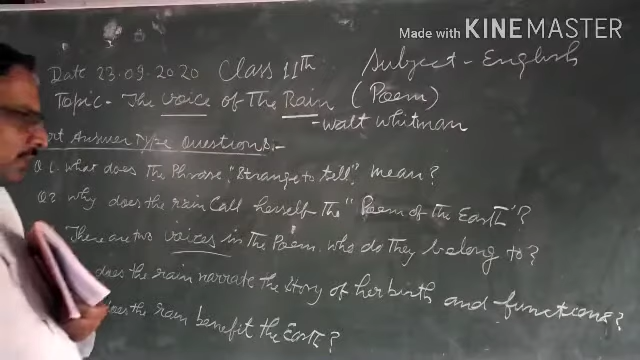 Made with KINEMASTER
Date 23.09.2020 Class 11th Subject - English
Topic - The Voice of The Rain (Poem)
- Walt Whitman
Answer Type Questions:-
Q1. What does The Phrase, "Strange to tell" mean?
Q2. Why does the rain Call herself The "Poem of The Earth"?
There are two voices in The Poem. Who do They belong to?
does the rain narrate the story of her birth and functions?
does the rain benefit the Earth?